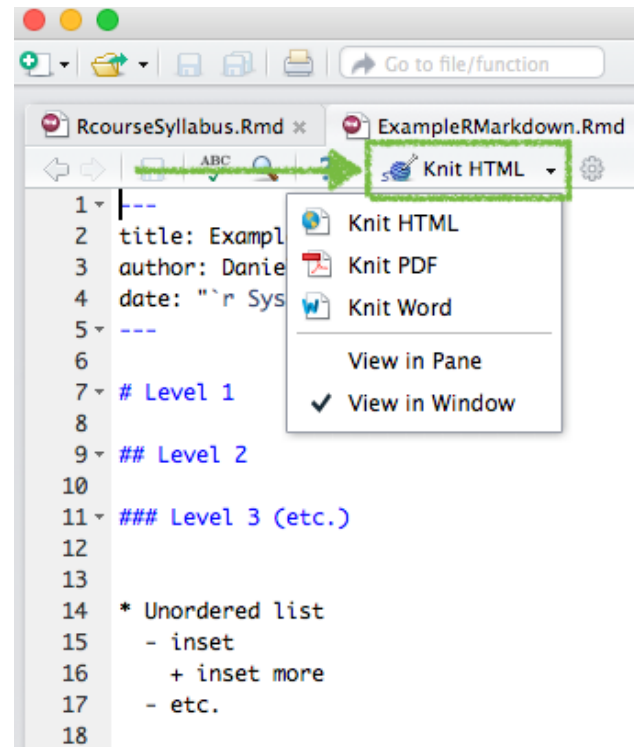 Go to file/function
RcourseSyllabus.Rmd × ExampleRMarkdown.Rmd
ABC ? Knit HTML
Knit HTML
Knit PDF
Knit Word
View in Pane
View in Window
1 ---
2 title: Exampl
3 author: Danie
4 date: "`r Sys
5 ---
6
7 # Level 1
8
9 ## Level 2
10
11 ### Level 3 (etc.)
12
13
14 * Unordered list
15 - inset
16 + inset more
17 - etc.
18